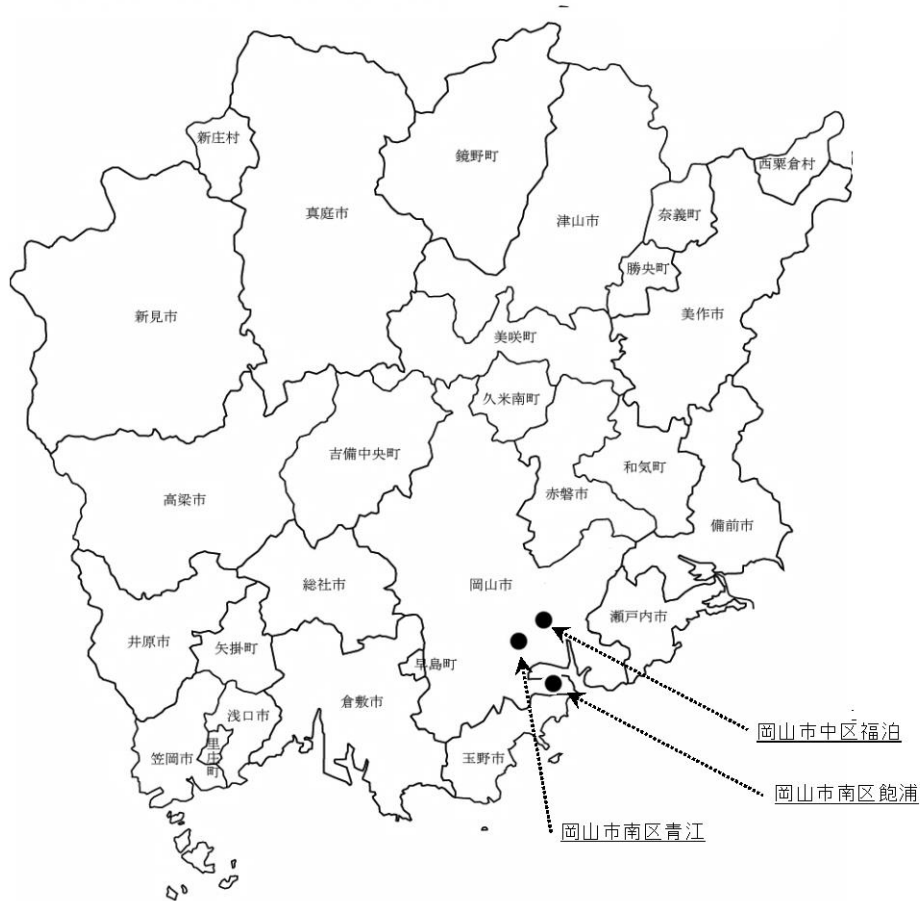 新庄村
鏡野町
西粟倉村
真庭市
津山市
奈義町
勝央町
新見市
美作市
美咲町
久米南町
吉備中央町
和気町
赤磐市
高梁市
備前市
総社市
岡山市
瀬戸内市
井原市
矢掛町
早島町
倉敷市
浅口市
里庄町
笠岡市
玉野市
岡山市中区福泊
岡山市南区飽浦
岡山市南区青江